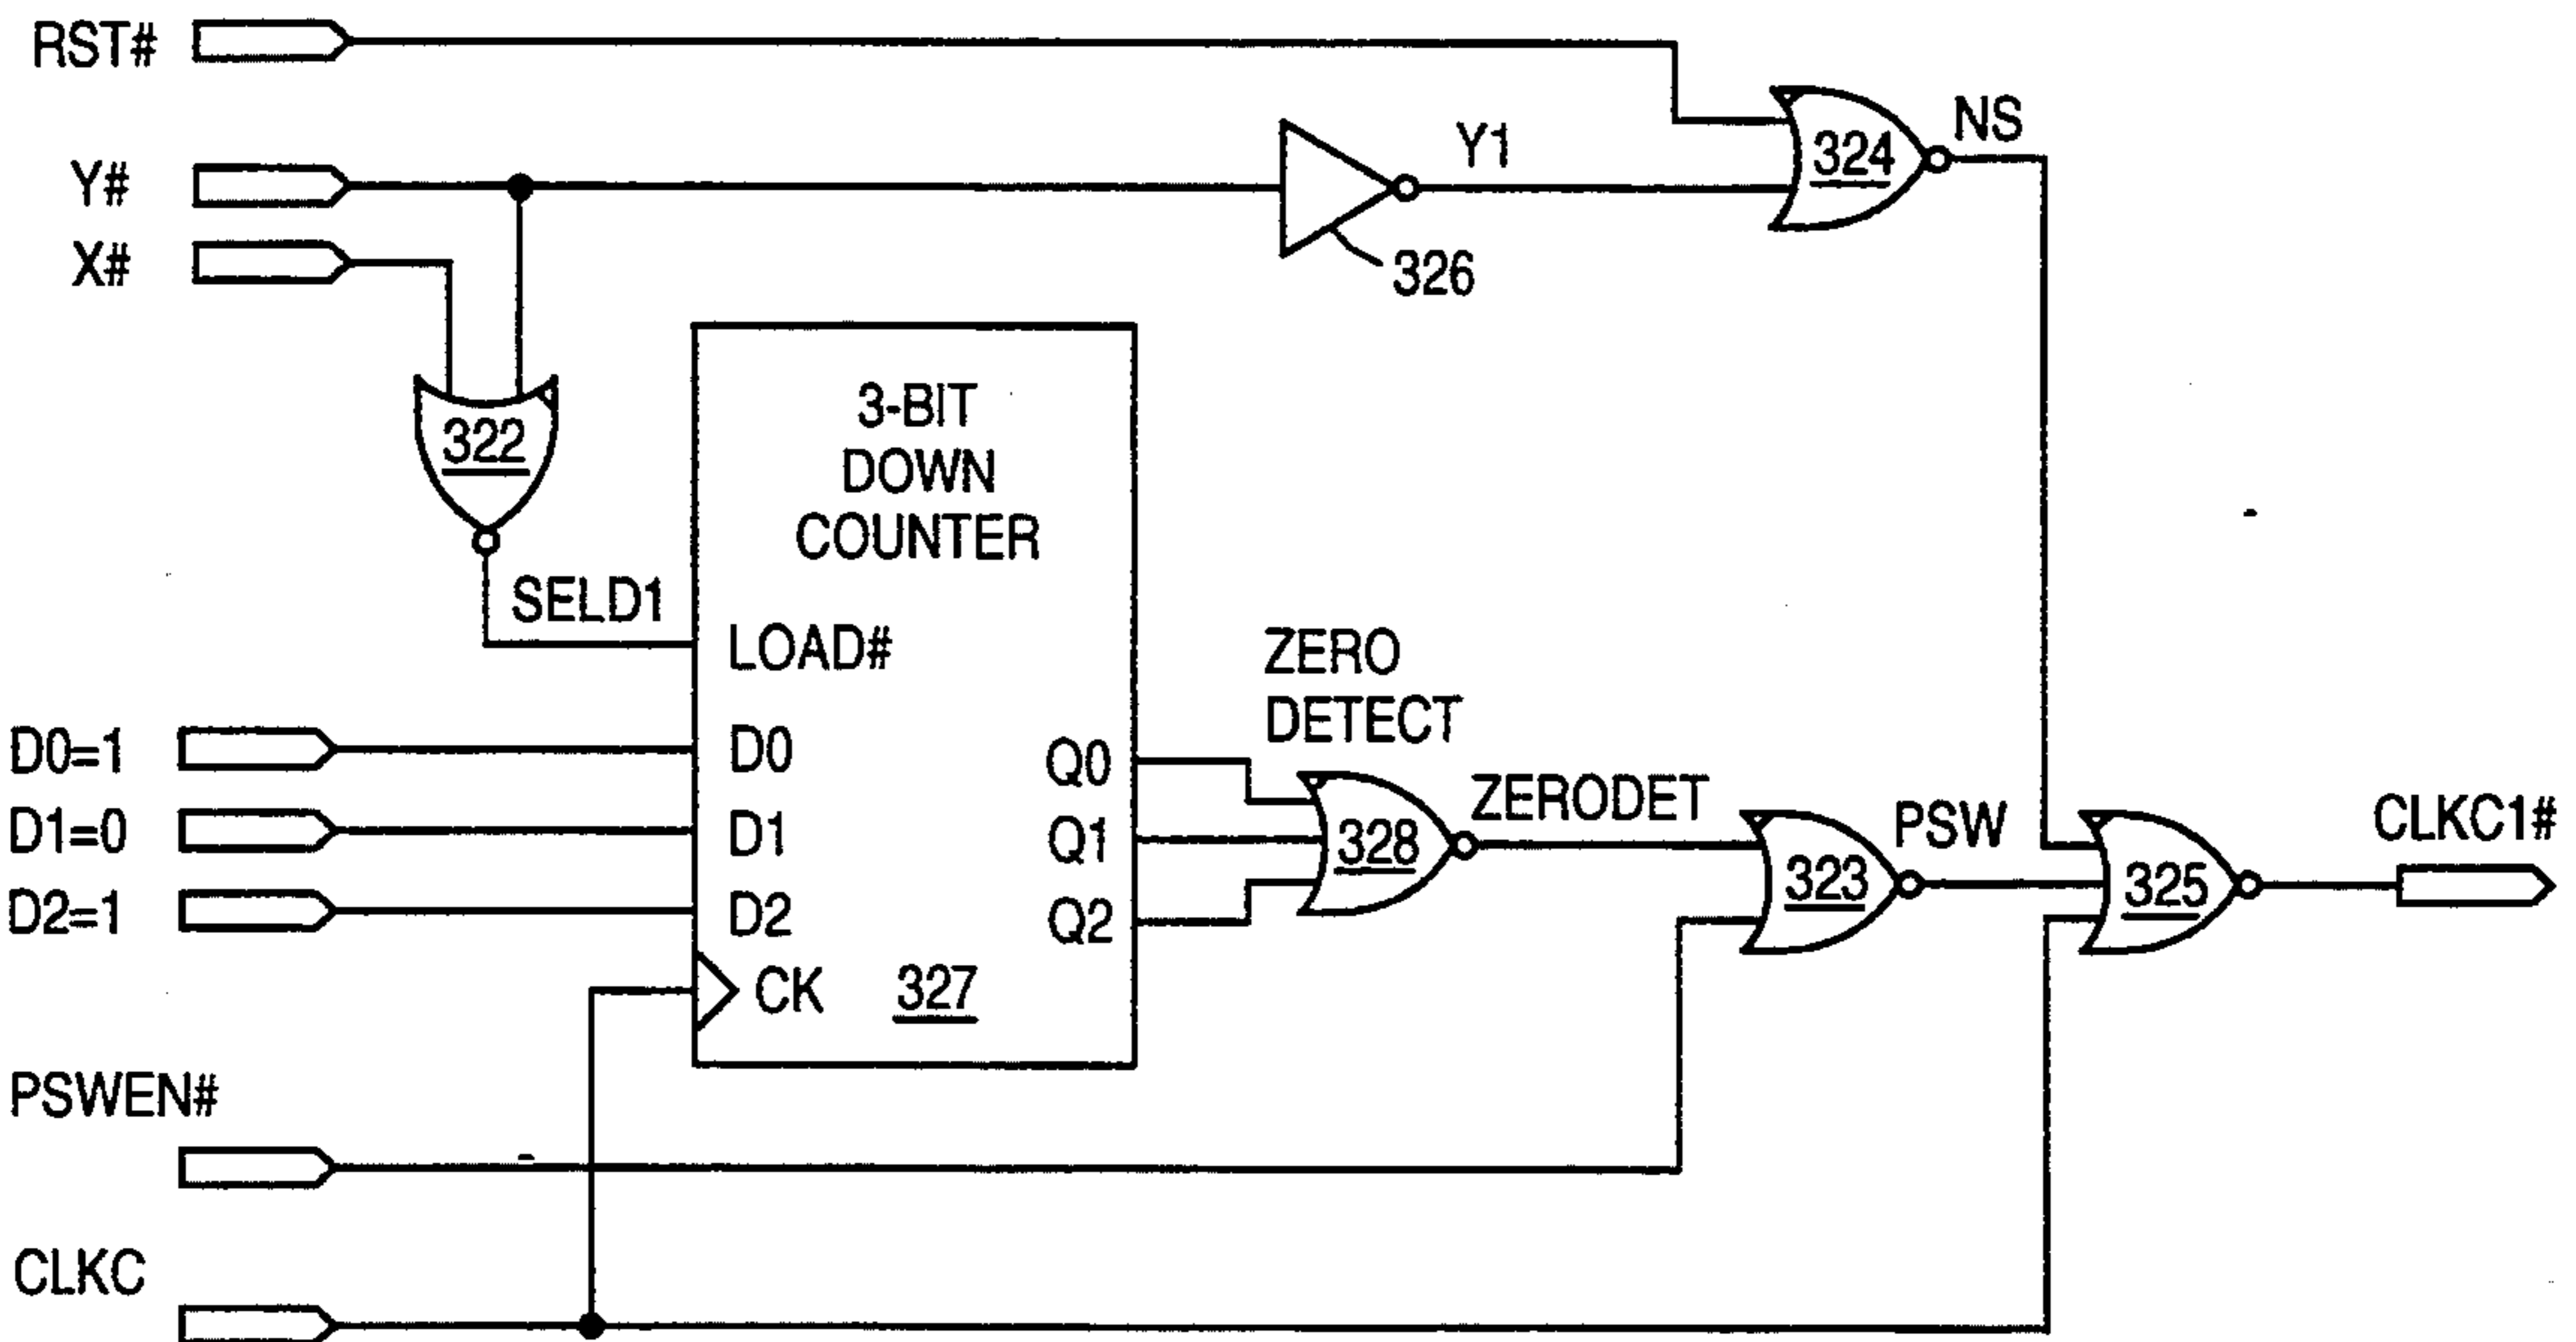 RST#
Y#
X#
Y1
326
324
NS
322
SELD1
3-BIT
DOWN
COUNTER
LOAD#
D0
D1
D2
CK
327
Q0
Q1
Q2
D0=1
D1=0
D2=1
PSWEN#
CLKC
ZERO
DETECT
328
ZERODET
323
PSW
325
CLKC1#